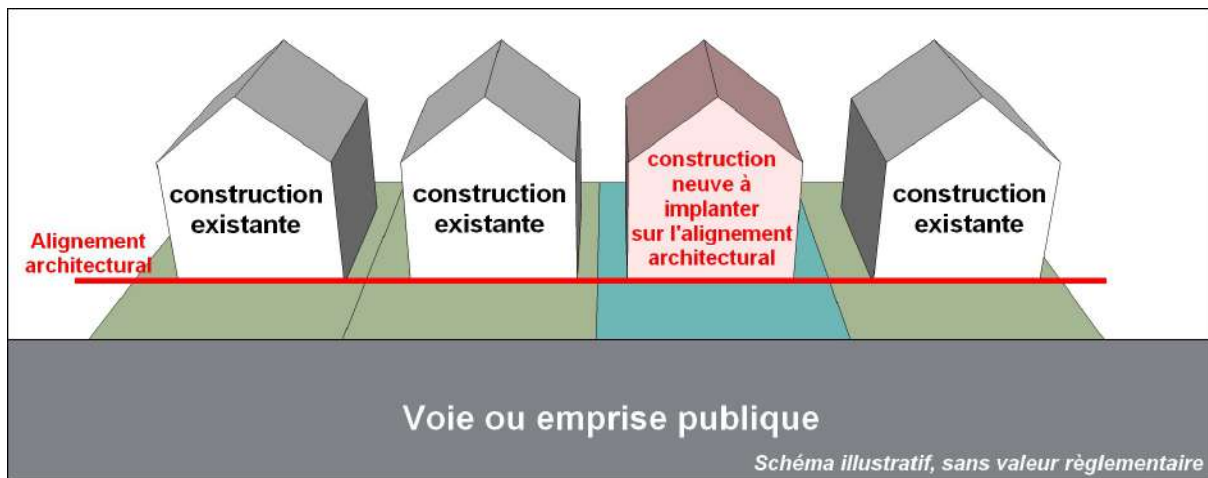 construction
existante
construction
existante
construction
neuve à
implanter
sur l'alignement
architectural
construction
existante
Alignement
architectural
Voie ou emprise publique
Schéma illustratif, sans valeur règlementaire